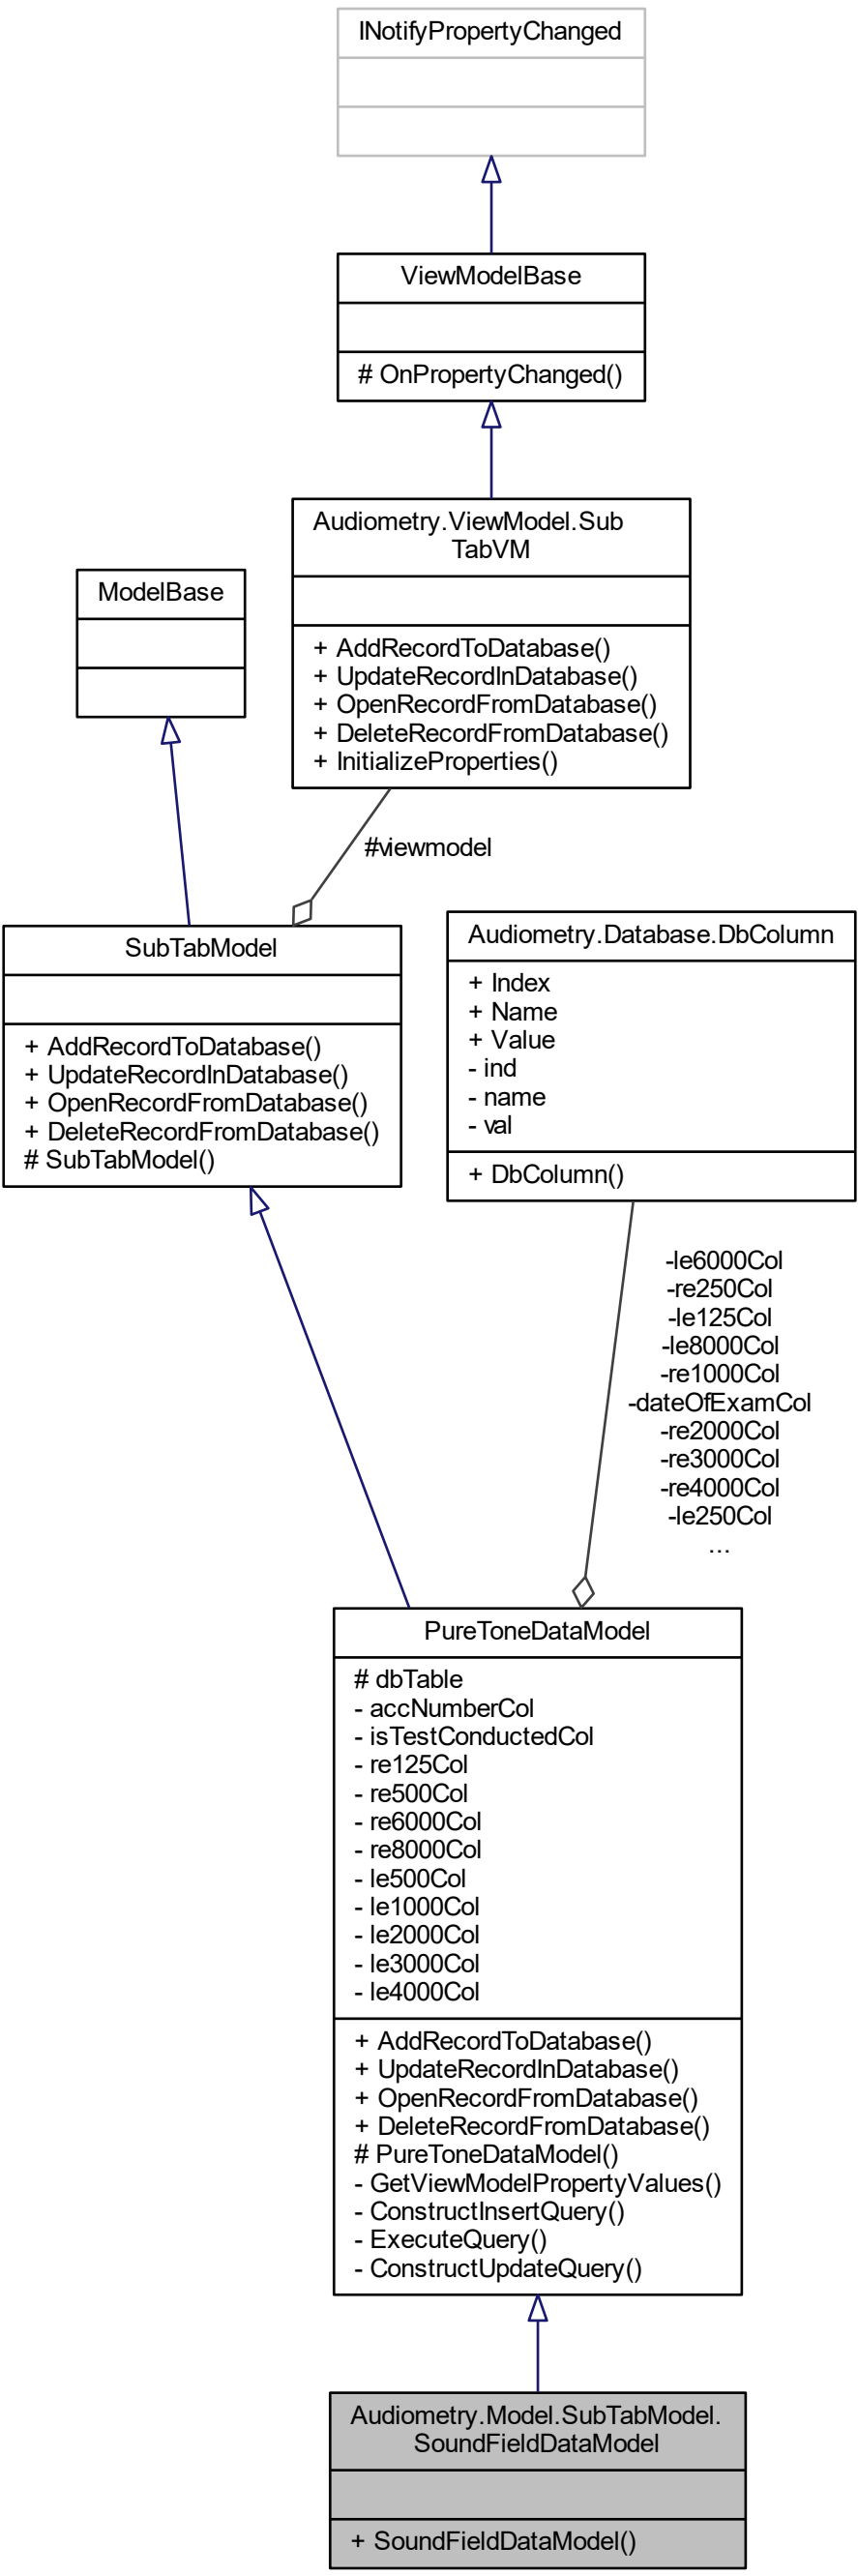 INotifyPropertyChanged
ViewModelBase
# OnPropertyChanged()
Audiometry.ViewModel.Sub
TabVM
+ AddRecordToDatabase()
+ UpdateRecordInDatabase()
+ OpenRecordFromDatabase()
+ DeleteRecordFromDatabase()
+ InitializeProperties()
ModelBase
#viewmodel
SubTabModel
+ AddRecordToDatabase()
+ UpdateRecordInDatabase()
+ OpenRecordFromDatabase()
+ DeleteRecordFromDatabase()
# SubTabModel()
Audiometry.Database.DbColumn
+ Index
+ Name
+ Value
- ind
- name
- val
+ DbColumn()
-le6000Col
-re250Col
-le125Col
-le8000Col
-re1000Col
-dateOfExamCol
-re2000Col
-re3000Col
-re4000Col
-le250Col
...
PureToneDataModel
# dbTable
- accNumberCol
- isTestConductedCol
- re125Col
- re500Col
- re6000Col
- re8000Col
- le500Col
- le1000Col
- le2000Col
- le3000Col
- le4000Col
+ AddRecordToDatabase()
+ UpdateRecordInDatabase()
+ OpenRecordFromDatabase()
+ DeleteRecordFromDatabase()
# PureToneDataModel()
- GetViewModelPropertyValues()
- ConstructInsertQuery()
- ExecuteQuery()
- ConstructUpdateQuery()
Audiometry.Model.SubTabModel.
SoundFieldDataModel
+ SoundFieldDataModel()